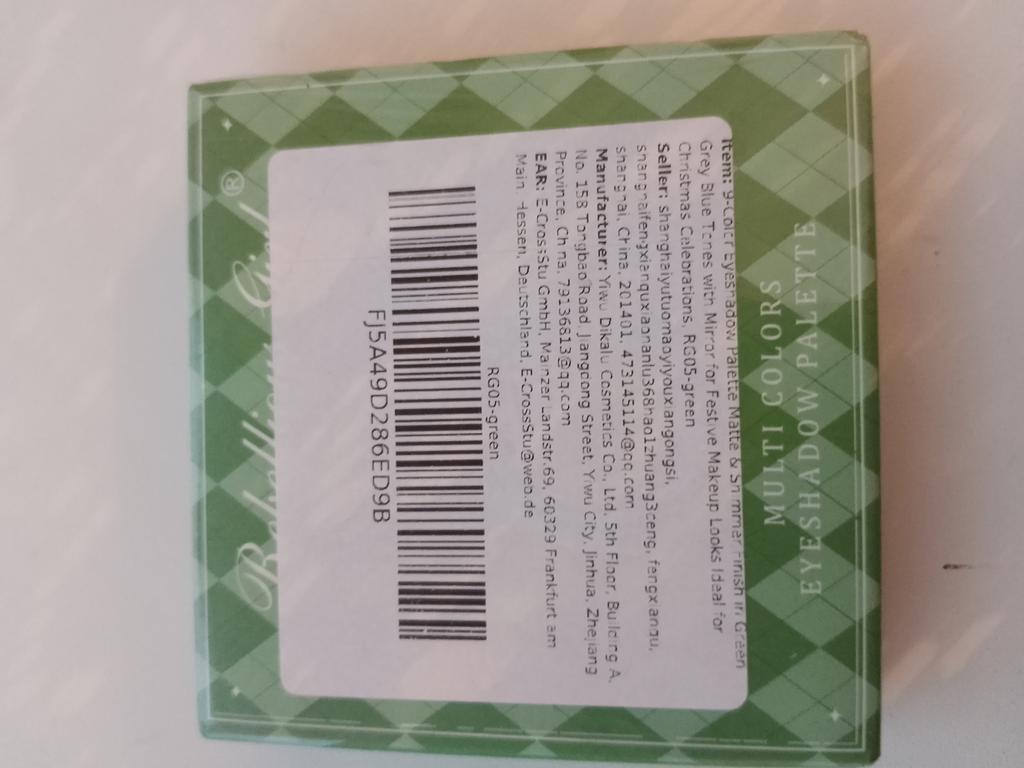 MULTI COLORS
EYESHADOW PALETTE
Item: 9-Color Eyeshadow Palette Matte & Shimmer Finish in Green
Gray Blue Tones with Mirror for Festive Makeup Looks Ideal for
Christmas Celebrations, RG05-green
Seller: shanghaiyutuomaoyiyouxiangongsi,
shanghaifengxianquxianananlu368hao1zhuang3ceng, fengxianqu,
shanghai, China, 201401, 473145114@qq.com
Manufacturer: Yiwu Dikalu Cosmetics Co., Ltd, 5th Floor, Building A,
No. 158 Tongbao Road, Jiangdong Street, Yiwu City, Jinhua, Zhejiang
Province, China, 79136813@qq.com
EAR: E-CrossStu GmbH, Mainzer Landstr.69, 60329 Frankfurt am
Main, Hessen, Deutschland, E-CrossStu@web.de
RG05-green
FJ5A49D286ED9B
®